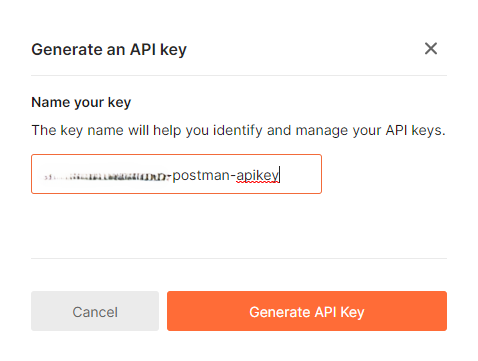 Generate an API key
Name your key
The key name will help you identify and manage your API keys.
-postman-apikey
Cancel
Generate API Key